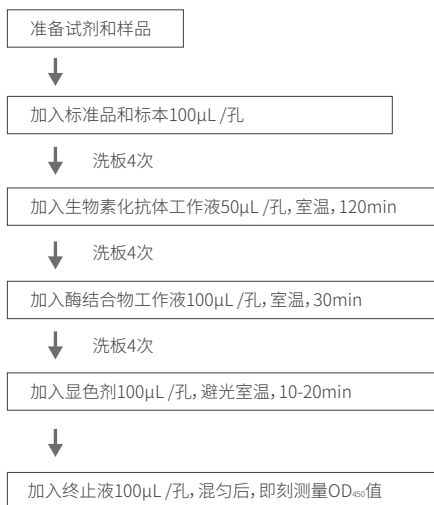 准备试剂和样品
加入标准品和标本100μL /孔
洗板4次
加入生物素化抗体工作液50μL /孔,室温,120min
洗板4次
加入酶结合物工作液100μL /孔,室温,30min
洗板4次
加入显色剂100μL /孔,避光室温,10-20min
加入终止液100μL /孔,混匀后,即刻测量OD₄₅₀值